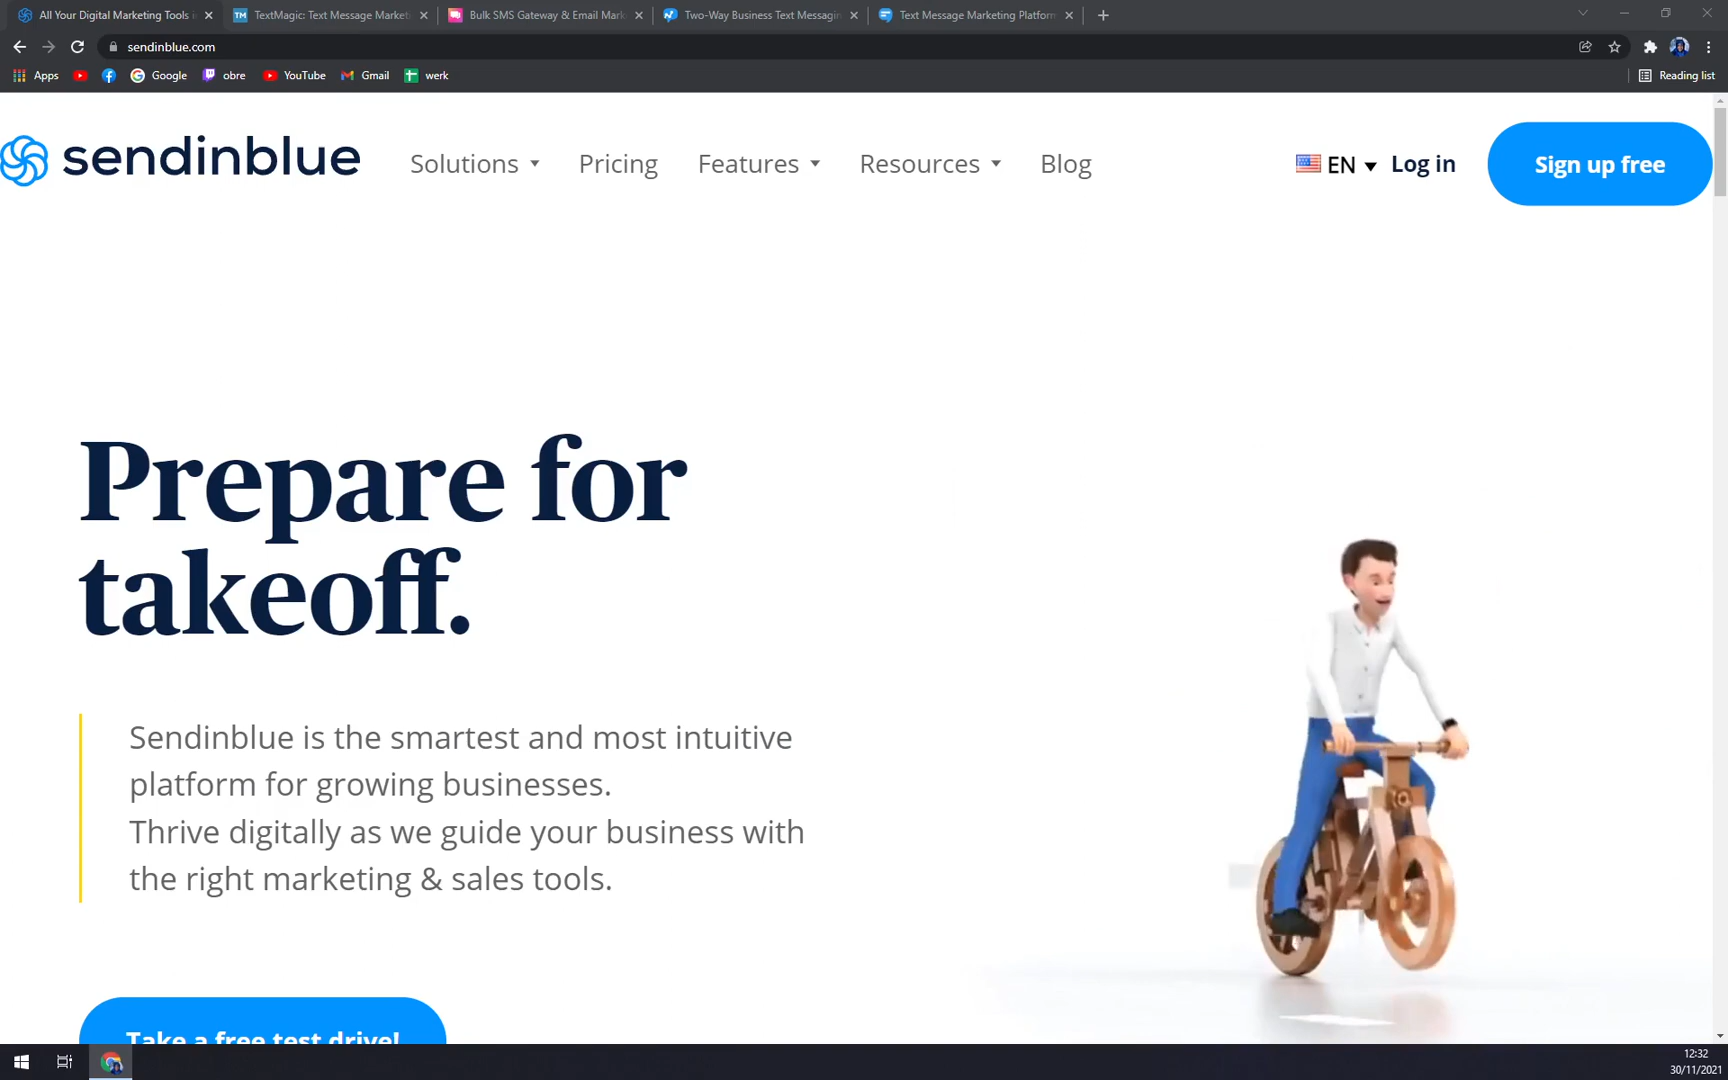 All Your Digital Marketing Tools i
TextMagic: Text Message Market
Bulk SMS Gateway & Email Mark
Two-Way Business Text Messagin
Text Message Marketing Platform
sendinblue.com
Apps
Google
obre
YouTube
Gmail
werk
Reading list
sendinblue
Solutions
Pricing
Features
Resources
Blog
EN
Log in
Sign up free
Prepare for
takeoff.
Sendinblue is the smartest and most intuitive
platform for growing businesses.
Thrive digitally as we guide your business with
the right marketing & sales tools.
Take a free test drive!
12:32
30/11/2021